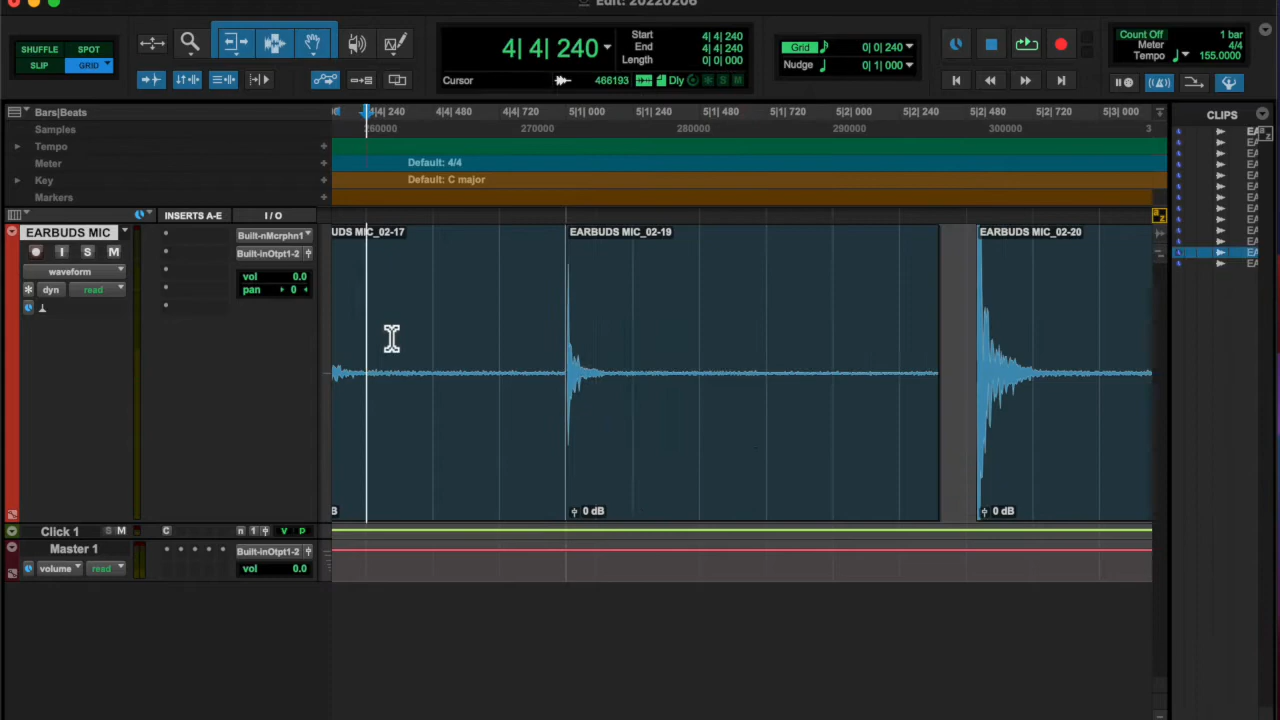 Edit: 20220206
SHUFFLE SPOT
SLIP GRID
4| 4| 240
Start 4| 4| 240
End 4| 4| 240
Length 0| 0| 000
Cursor 466193 Dly S M
Grid 0| 0| 240
Nudge 0| 1| 000
Count Off 1 bar
Meter 4/4
Tempo 155.0000
Bars|Beats
4|4| 240 4|4| 480 4|4| 720 5|1| 000 5|1| 240 5|1| 480 5|1| 720 5|2| 000 5|2| 240 5|2| 480 5|2| 720 5|3| 000
Samples
260000 270000 280000 290000 300000 3
Tempo
Meter
Default: 4/4
Key
Default: C major
Markers
CLIPS
a z
INSERTS A-E
I / O
EARBUDS MIC
I S M
waveform
dyn read
Built-nMcrphn1
Built-inOtpt1-2
vol 0.0
pan 0
UDS MIC_02-17
EARBUDS MIC_02-19
EARBUDS MIC_02-20
B
0 dB
0 dB
Click 1 S M
C
n 1
V P
Master 1
volume read
Built-inOtpt1-2
vol 0.0